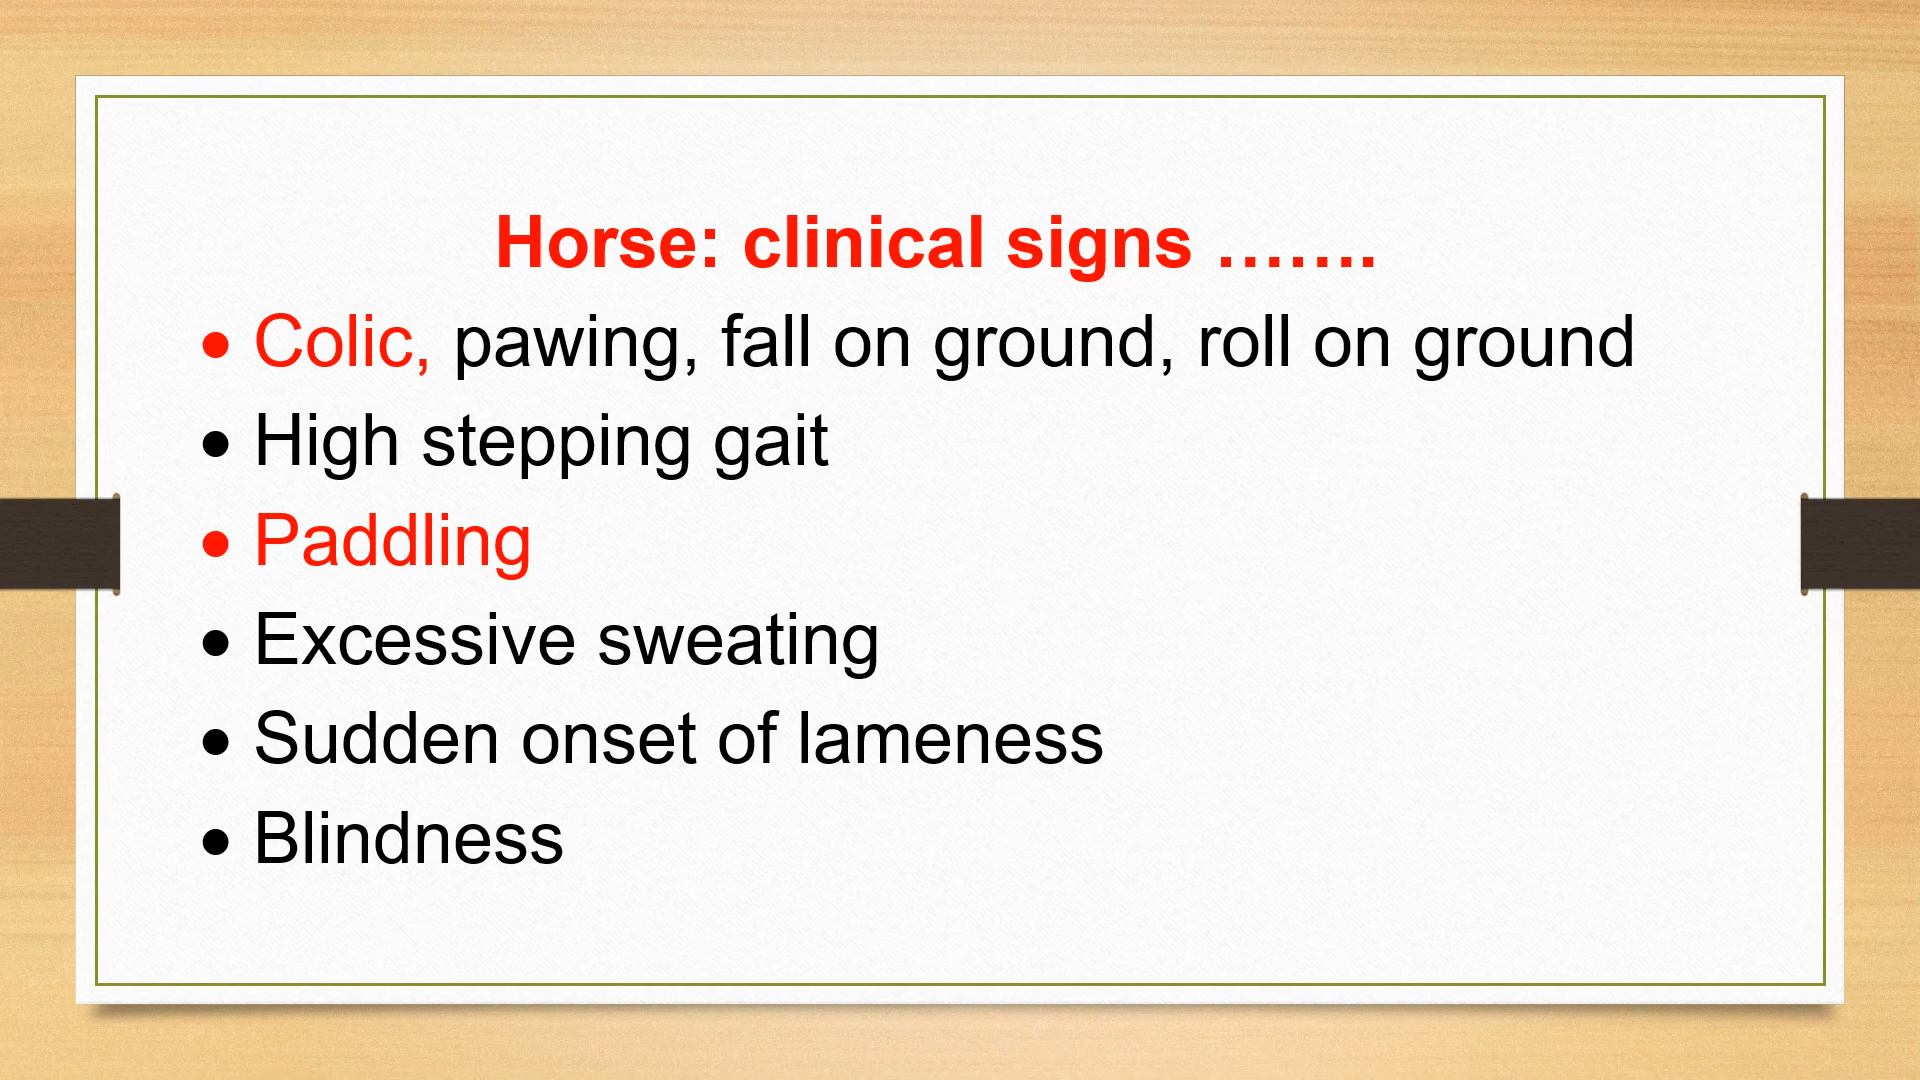 Horse: clinical signs …….
• Colic, pawing, fall on ground, roll on ground
• High stepping gait
• Paddling
• Excessive sweating
• Sudden onset of lameness
• Blindness